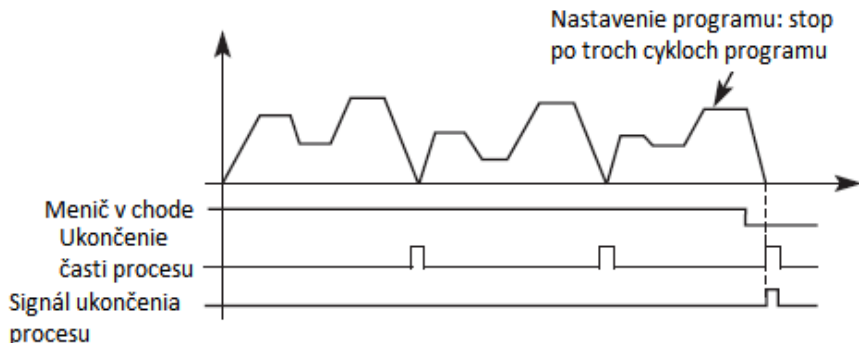 Nastavenie programu: stop
po troch cykloch programu
Menič v chode
Ukončenie
časti procesu
Signál ukončenia
procesu